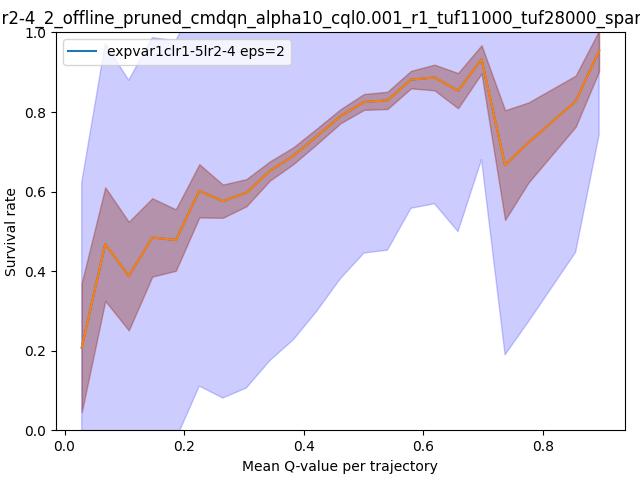 r2-4_2_offline_pruned_cmdqn_alpha10_cql0.001_r1_tuf11000_tuf28000_spar
expvar1clr1-5lr2-4 eps=2
1.0
0.8
0.6
0.4
0.2
0.0
Survival rate
0.0 0.2 0.4 0.6 0.8
Mean Q-value per trajectory